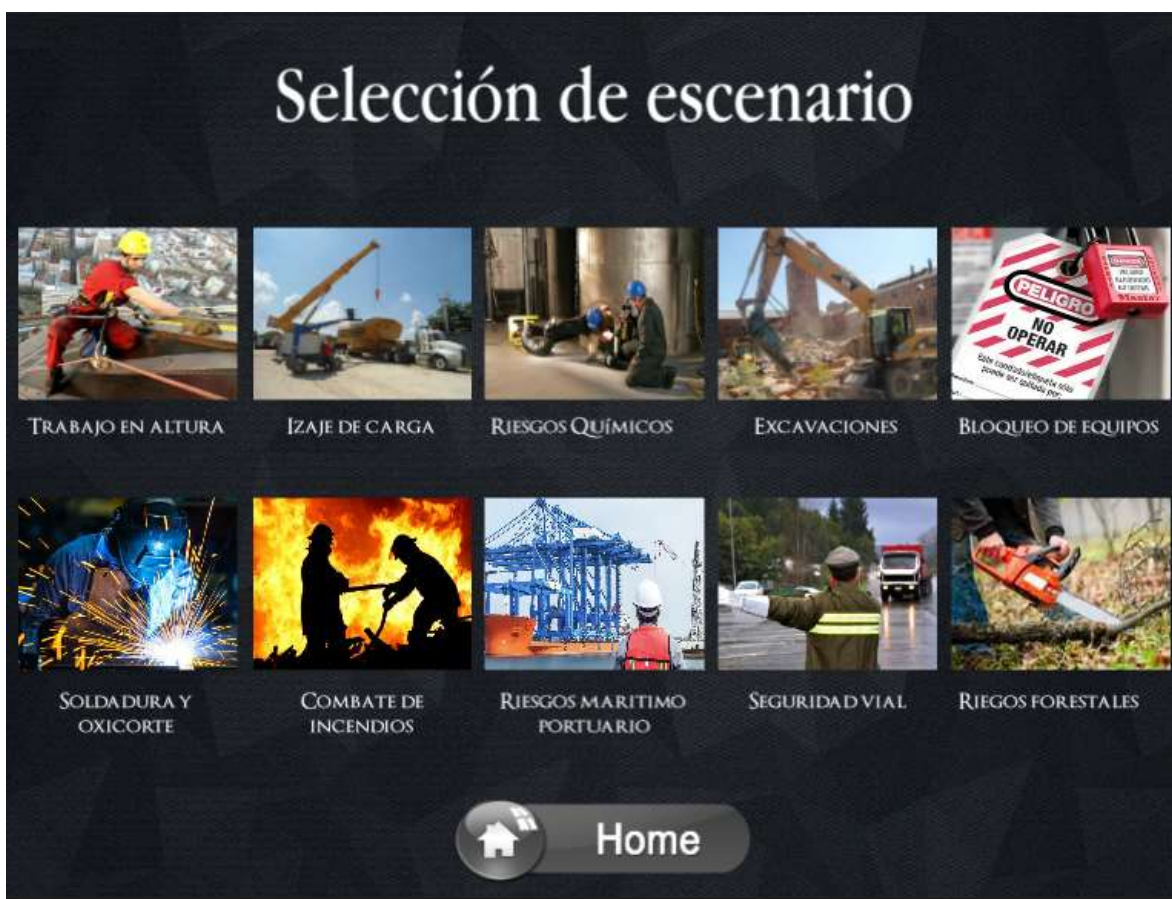 Selección de escenario
PELIGRO
NO
OPERAR
TRABAJO EN ALTURA
IZAJE DE CARGA
RIESGOS QUÍMICOS
EXCAVACIONES
BLOQUEO DE EQUIPOS
SOLDADURA Y
OXICORTE
COMBATE DE
INCENDIOS
RIESGOS MARITIMO
PORTUARIO
SEGURIDAD VIAL
RIEGOS FORESTALES
Home